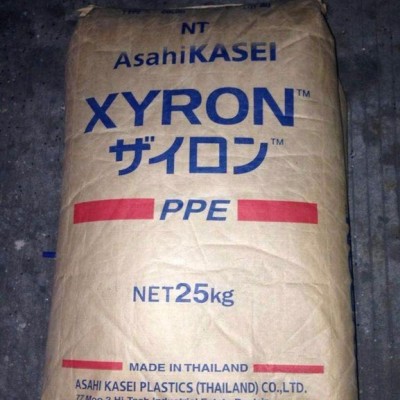 NT
AsahiKASEI
XYRON™
ザイロン™
PPE
NET25kg
MADE IN THAILAND
ASAHI KASEI PLASTICS (THAILAND) CO.,LTD.